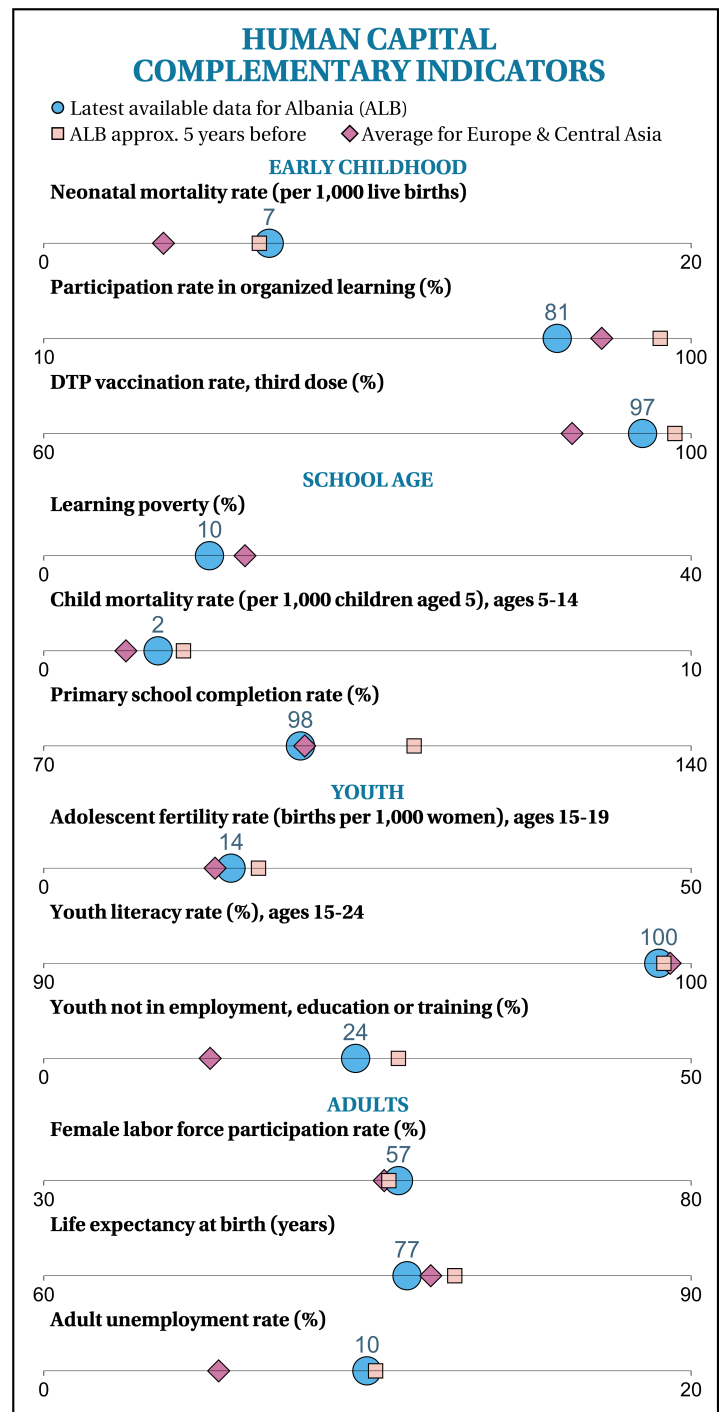 HUMAN CAPITAL
COMPLEMENTARY INDICATORS
Latest available data for Albania (ALB)
ALB approx. 5 years before
Average for Europe & Central Asia
EARLY CHILDHOOD
Neonatal mortality rate (per 1,000 live births)
7
0
20
Participation rate in organized learning (%)
81
10
100
DTP vaccination rate, third dose (%)
97
60
100
SCHOOL AGE
Learning poverty (%)
10
0
40
Child mortality rate (per 1,000 children aged 5), ages 5-14
2
0
10
Primary school completion rate (%)
98
70
140
YOUTH
Adolescent fertility rate (births per 1,000 women), ages 15-19
14
0
50
Youth literacy rate (%), ages 15-24
100
90
100
Youth not in employment, education or training (%)
24
0
50
ADULTS
Female labor force participation rate (%)
57
30
80
Life expectancy at birth (years)
77
60
90
Adult unemployment rate (%)
10
0
20